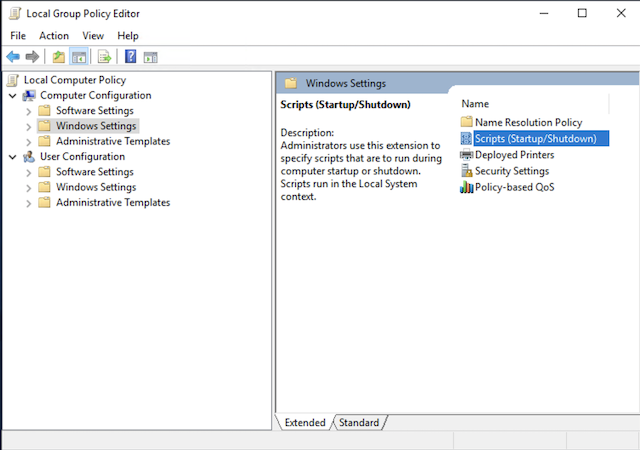 Local Group Policy Editor
File Action View Help
Local Computer Policy
Computer Configuration
Software Settings
Windows Settings
Administrative Templates
User Configuration
Software Settings
Windows Settings
Administrative Templates
Windows Settings
Scripts (Startup/Shutdown)
Description:
Administrators use this extension to
specify scripts that are to run during
computer startup or shutdown.
Scripts run in the Local System
context.
Name
Name Resolution Policy
Scripts (Startup/Shutdown)
Deployed Printers
Security Settings
Policy-based QoS
Extended Standard